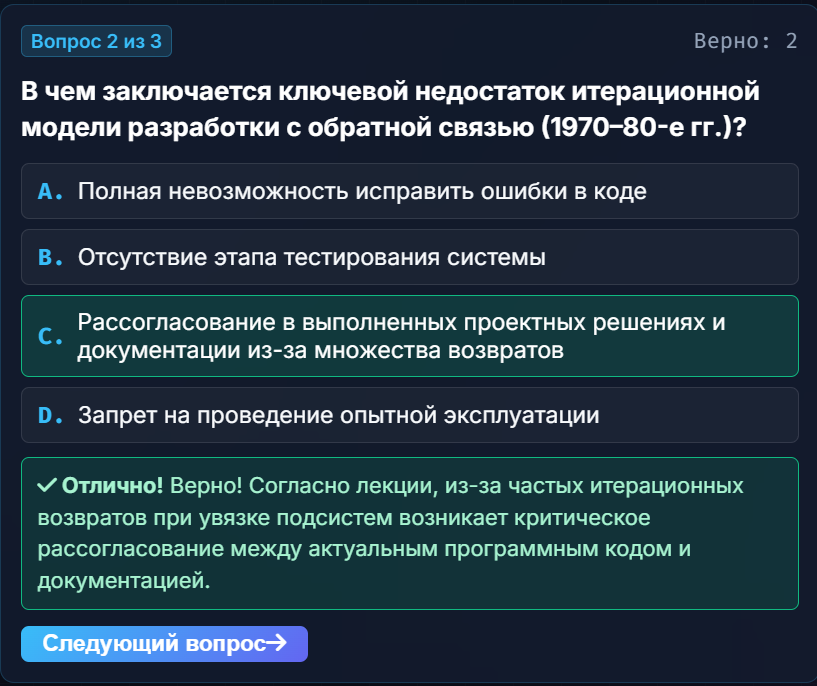 Вопрос 2 из 3
Верно: 2
В чем заключается ключевой недостаток итерационной
модели разработки с обратной связью (1970–80-е гг.)?
A. Полная невозможность исправить ошибки в коде
B. Отсутствие этапа тестирования системы
C. Рассогласование в выполненных проектных решениях и
документации из-за множества возвратов
D. Запрет на проведение опытной эксплуатации
✓ Отлично! Верно! Согласно лекции, из-за частых итерационных
возвратов при увязке подсистем возникает критическое
рассогласование между актуальным программным кодом и
документацией.
Следующий вопрос→